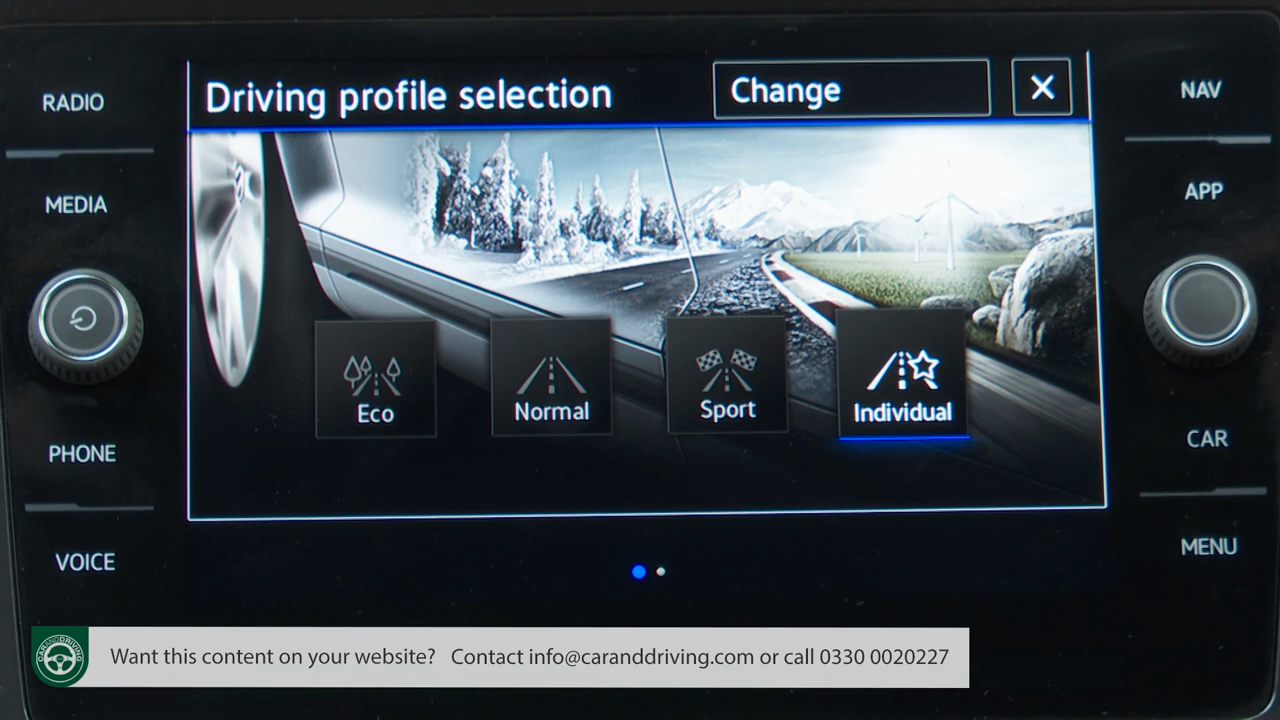 RADIO
MEDIA
PHONE
VOICE
Driving profile selection
Change
X
Eco
Normal
Sport
Individual
NAV
APP
CAR
MENU
CARANDDRIVING
Want this content on your website? Contact info@caranddriving.com or call 0330 0020227